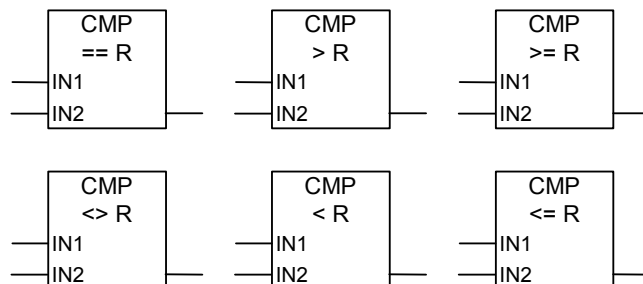 CMP
== R
IN1
IN2
CMP
> R
IN1
IN2
CMP
>= R
IN1
IN2
CMP
<> R
IN1
IN2
CMP
< R
IN1
IN2
CMP
<= R
IN1
IN2